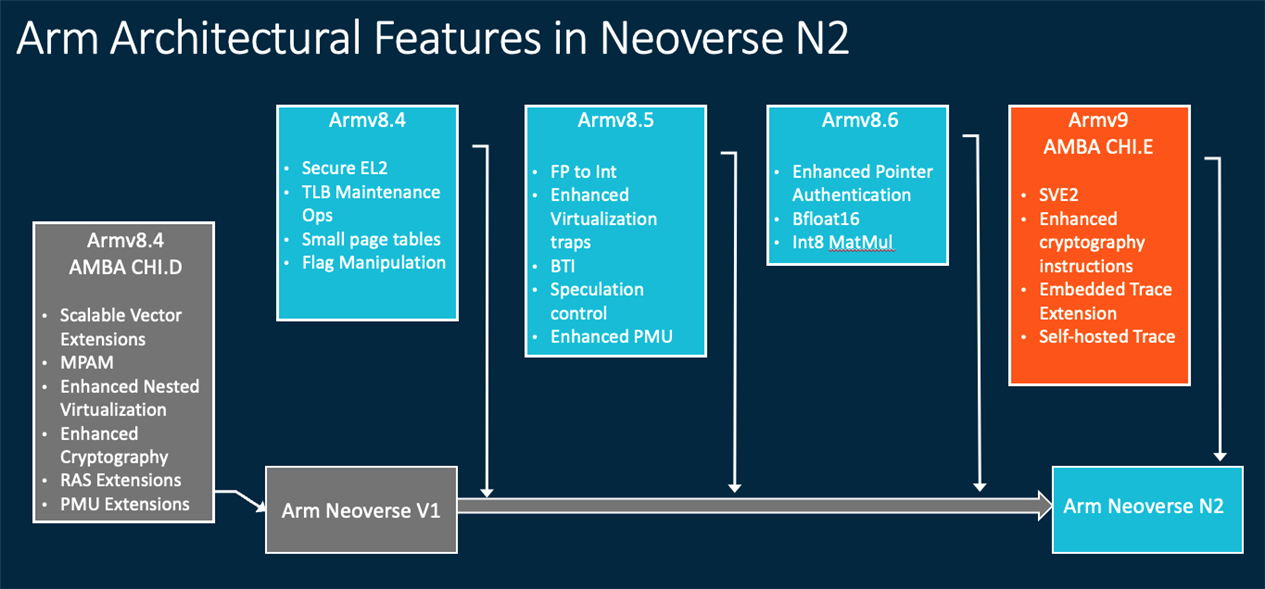 Arm Architectural Features in Neoverse N2
Armv8.4
AMBA CHI.D
• Scalable Vector
Extensions
• MPAM
• Enhanced Nested
Virtualization
• Enhanced
Cryptography
• RAS Extensions
• PMU Extensions
Armv8.4
• Secure EL2
• TLB Maintenance
Ops
• Small page tables
• Flag Manipulation
Armv8.5
• FP to Int
• Enhanced
Virtualization
traps
• BTI
• Speculation
control
• Enhanced PMU
Armv8.6
• Enhanced Pointer
Authentication
• Bfloat16
• Int8 MatMul
Armv9
AMBA CHI.E
• SVE2
• Enhanced
cryptography
instructions
• Embedded Trace
Extension
• Self-hosted Trace
Arm Neoverse V1
Arm Neoverse N2